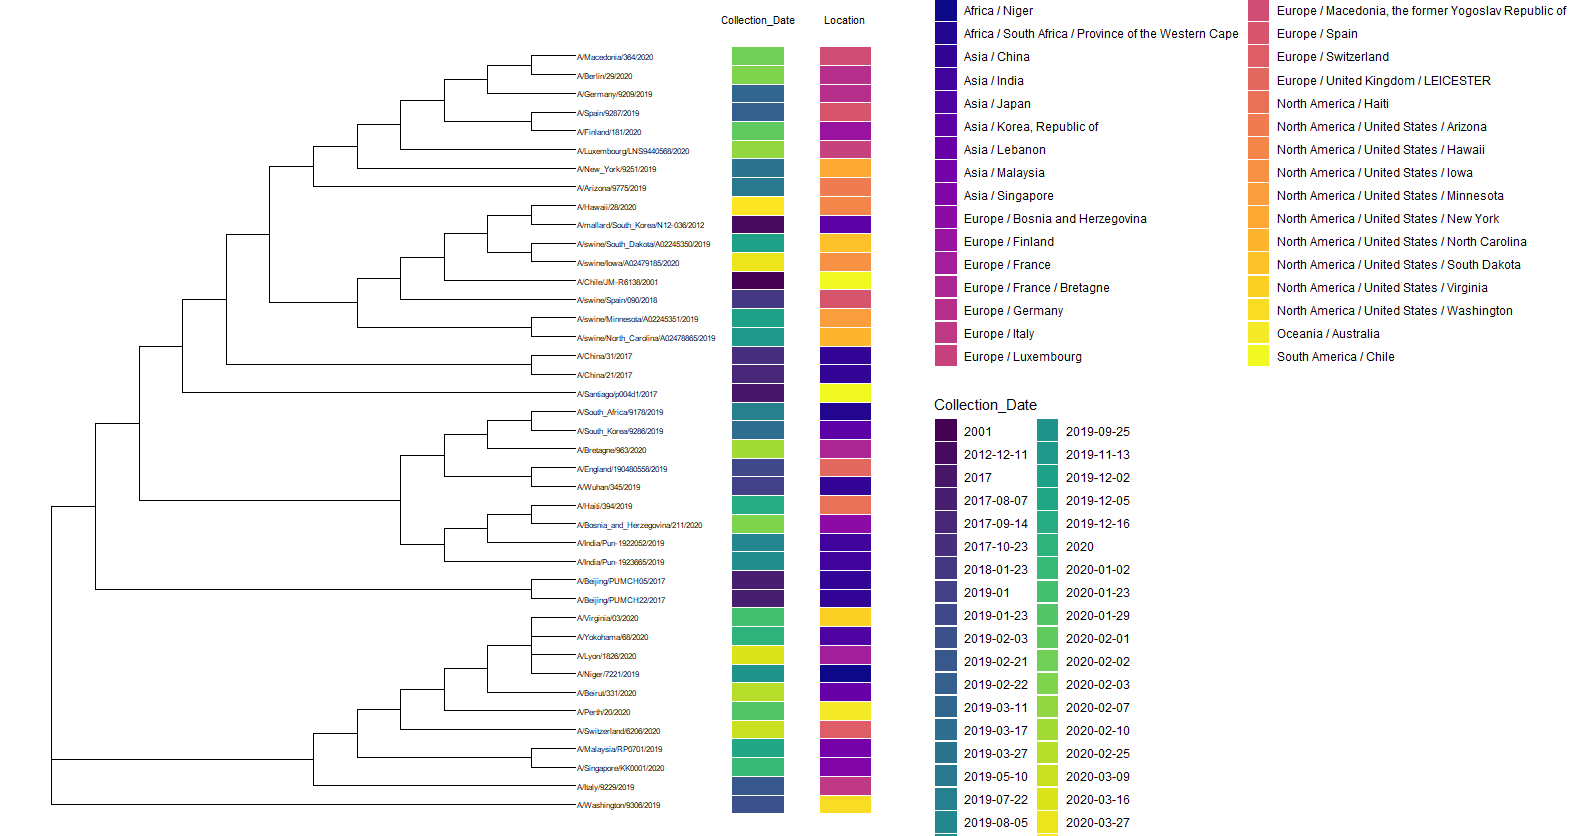 Collection_Date Location
A/Macedonia/364/2020
A/Berlin/29/2020
A/Germany/9209/2019
A/Spain/9287/2019
A/Finland/181/2020
A/Luxembourg/LNS9440568/2020
A/New_York/9251/2019
A/Arizona/9775/2019
A/Hawaii/28/2020
A/mallard/South_Korea/N12-036/2012
A/swine/South_Dakota/A02245350/2019
A/swine/Iowa/A02479185/2020
A/Chile/JM-R6138/2001
A/swine/Spain/090/2018
A/swine/Minnesota/A02245351/2019
A/swine/North_Carolina/A02478865/2019
A/China/31/2017
A/China/21/2017
A/Santiago/p004d1/2017
A/South_Africa/9178/2019
A/South_Korea/9286/2019
A/Bretagne/963/2020
A/England/190480558/2019
A/Wuhan/345/2019
A/Haiti/394/2019
A/Bosnia_and_Herzegovina/211/2020
A/India/Pun-1922052/2019
A/India/Pun-1923665/2019
A/Beijing/PUMCH05/2017
A/Beijing/PUMCH22/2017
A/Virginia/03/2020
A/Yokohama/68/2020
A/Lyon/1826/2020
A/Niger/7221/2019
A/Beirut/331/2020
A/Perth/20/2020
A/Switzerland/6206/2020
A/Malaysia/RP0701/2019
A/Singapore/KK0001/2020
A/Italy/9229/2019
A/Washington/9306/2019
Africa / Niger
Africa / South Africa / Province of the Western Cape
Asia / China
Asia / India
Asia / Japan
Asia / Korea, Republic of
Asia / Lebanon
Asia / Malaysia
Asia / Singapore
Europe / Bosnia and Herzegovina
Europe / Finland
Europe / France
Europe / France / Bretagne
Europe / Germany
Europe / Italy
Europe / Luxembourg
Europe / Macedonia, the former Yogoslav Republic of
Europe / Spain
Europe / Switzerland
Europe / United Kingdom / LEICESTER
North America / Haiti
North America / United States / Arizona
North America / United States / Hawaii
North America / United States / Iowa
North America / United States / Minnesota
North America / United States / New York
North America / United States / North Carolina
North America / United States / South Dakota
North America / United States / Virginia
North America / United States / Washington
Oceania / Australia
South America / Chile
Collection_Date
2001
2012-12-11
2017
2017-08-07
2017-09-14
2017-10-23
2018-01-23
2019-01
2019-01-23
2019-02-03
2019-02-21
2019-02-22
2019-03-11
2019-03-17
2019-03-27
2019-05-10
2019-07-22
2019-08-05
2019-09-25
2019-11-13
2019-12-02
2019-12-05
2019-12-16
2020
2020-01-02
2020-01-23
2020-01-29
2020-02-01
2020-02-02
2020-02-03
2020-02-07
2020-02-10
2020-02-25
2020-03-09
2020-03-16
2020-03-27